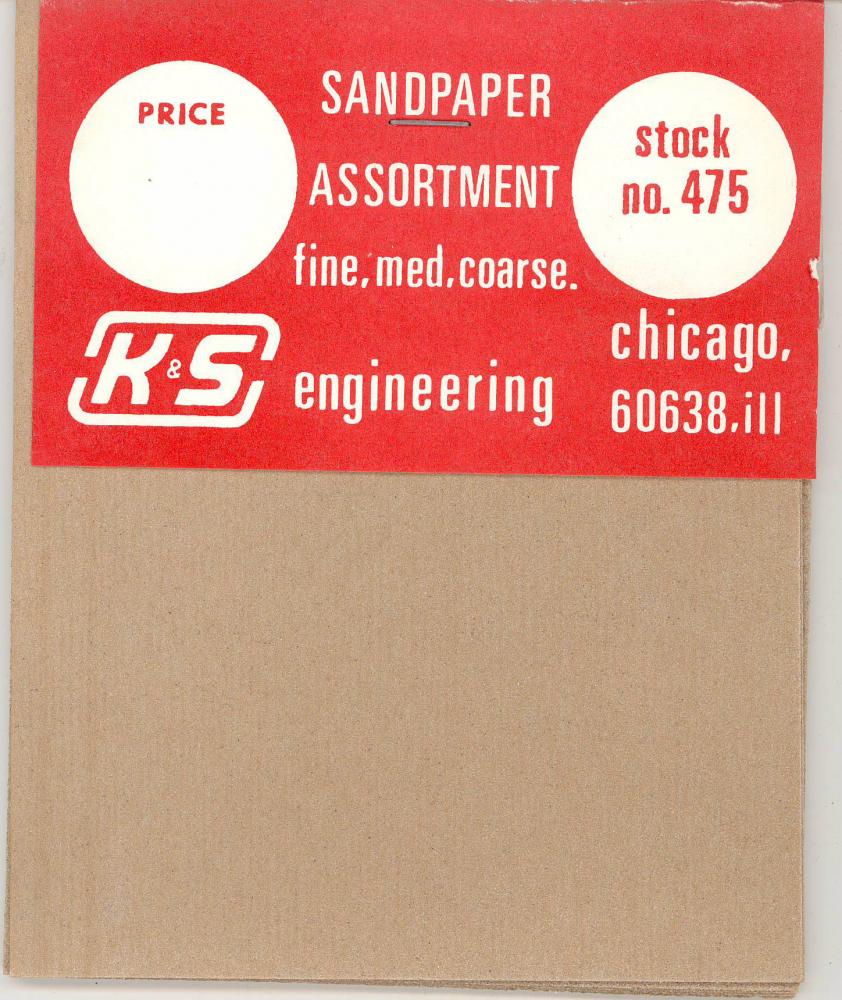 PRICE
SANDPAPER
ASSORTMENT
fine,med,coarse.
stock
no. 475
K&S
engineering
chicago,
60638,ill